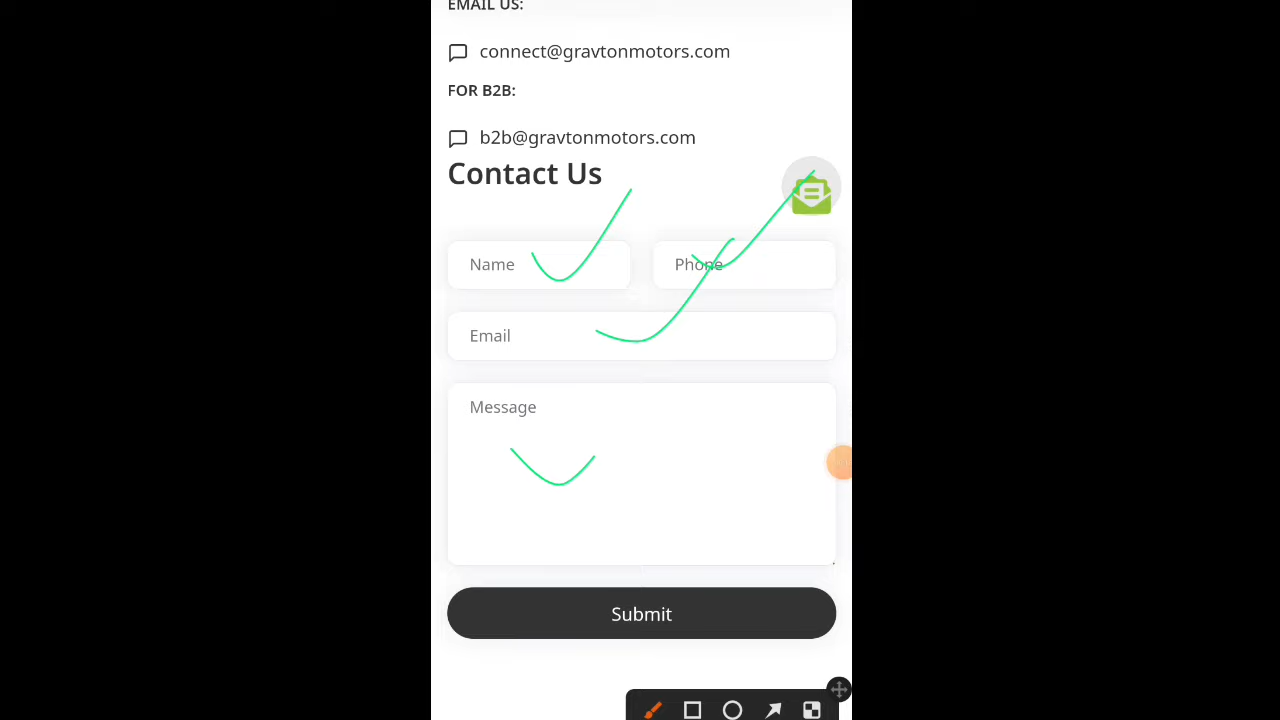 EMAIL US:
connect@gravtonmotors.com
FOR B2B:
b2b@gravtonmotors.com
Contact Us
Name
Phone
Email
Message
Submit